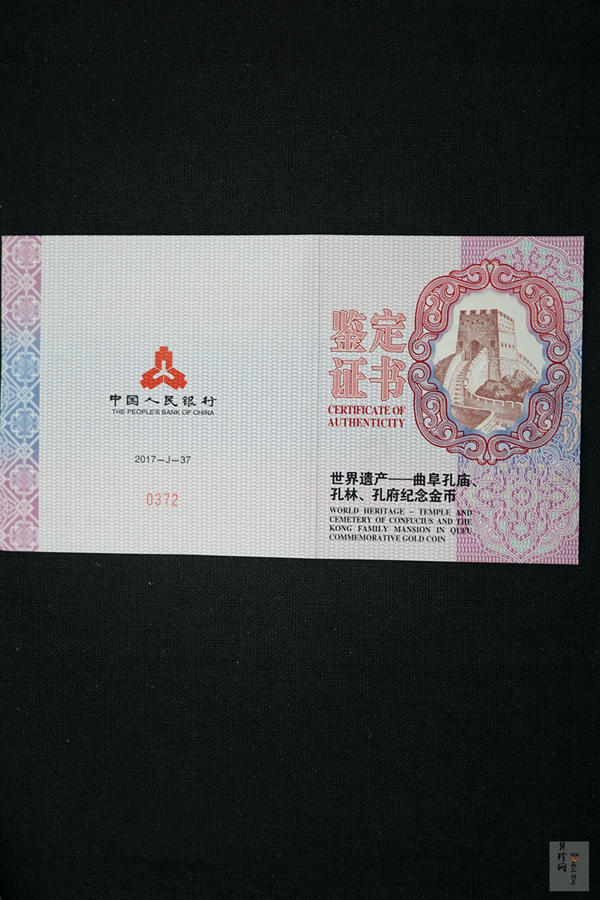 中国人民银行
THE PEOPLE'S BANK OF CHINA
2017-J-37
0372
鉴定
证书
CERTIFICATE OF
AUTHENTICITY
世界遗产——曲阜孔庙、
孔林、孔府纪念金币
WORLD HERITAGE - TEMPLE AND
CEMETERY OF CONFUCIUS AND THE
KONG FAMILY MANSION IN QUFU
COMMEMORATIVE GOLD COIN